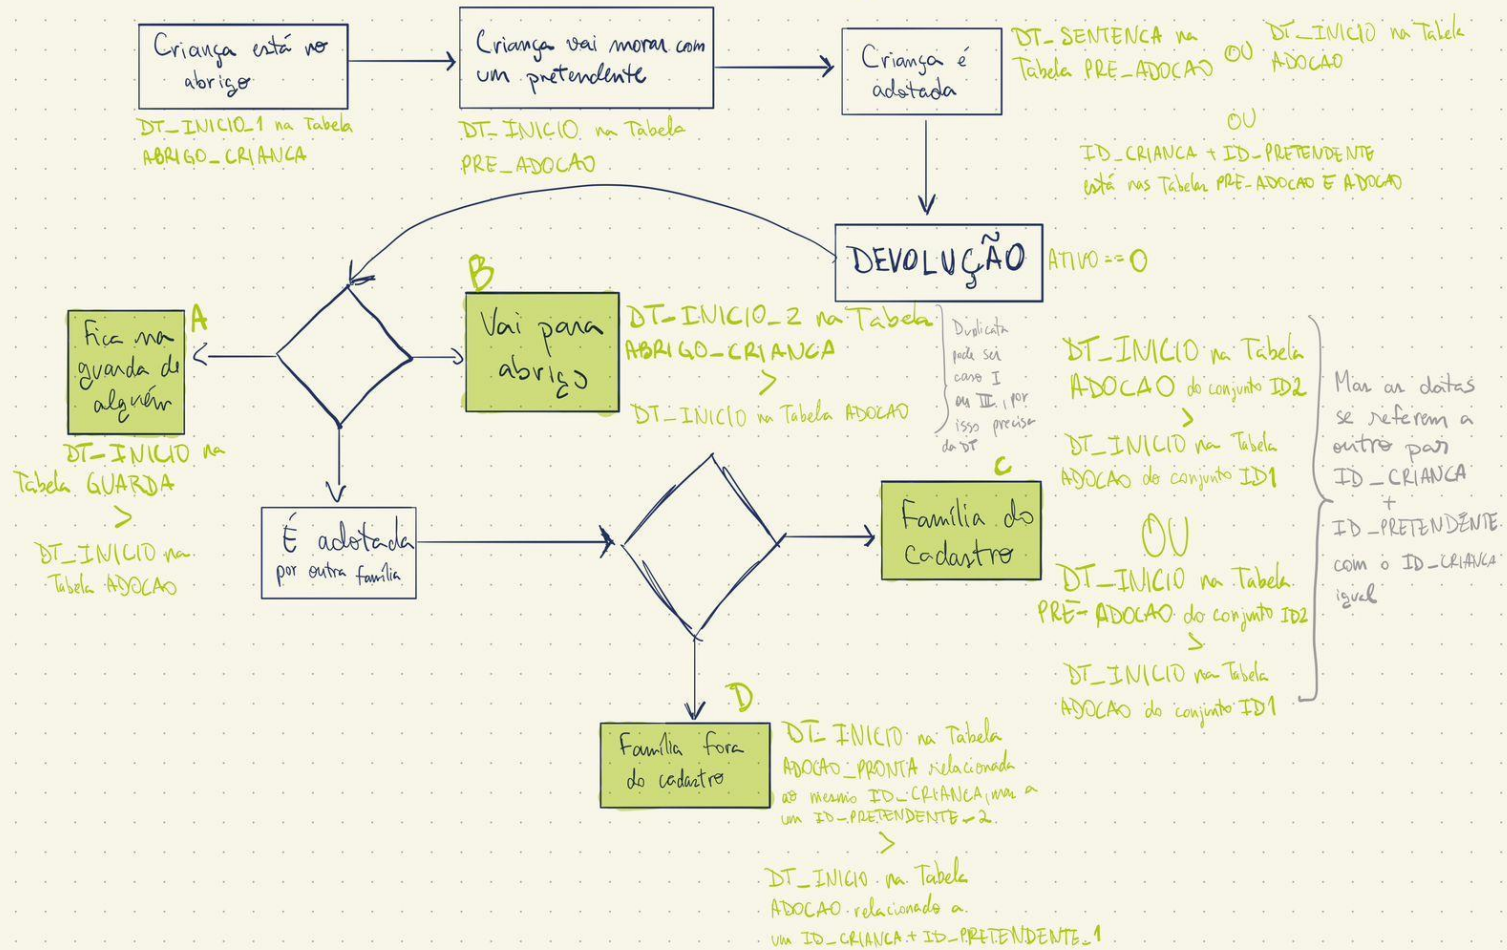 Criança está no
abrigo
DT_INICIO_1 na Tabela
ABRIGO_CRIANCA
Criança vai morar com
um pretendente
DT_INICIO na Tabela
PRE_ADOCAO
Criança é
adotada
DT_SENTENCA na
Tabela PRE_ADOCAO
OU
DT_INICIO na Tabela
ADOCAO
OU
ID_CRIANCA + ID_PRETENDENTE
está nas Tabelas PRE-ADOCAO E ADOCAO
DEVOLUÇÃO
ATIVO == 0
A
Fica na
guarda de
alguém
DT_INICIO na
Tabela GUARDA
>
DT_INICIO na
Tabela ADOCAO
B
Vai para
abrigo
DT_INICIO_2 na Tabela
ABRIGO_CRIANCA
>
DT_INICIO na Tabela ADOCAO
Duplicata
pode ser
caso I
ou II, por
isso precisa
da DT
É adotada
por outra família
C
Família do
cadastro
DT_INICIO na Tabela
ADOCAO do conjunto ID2
>
DT_INICIO na Tabela
ADOCAO do conjunto ID1
OU
DT_INICIO na Tabela
PRE-ADOCAO do conjunto ID2
>
DT_INICIO na Tabela
ADOCAO do conjunto ID1
Mas as datas
se referem a
outro par
ID_CRIANCA
+
ID_PRETENDENTE
com o ID_CRIANCA
igual
D
Família fora
do cadastro
DT_INICIO na Tabela
ADOCAO_PRONTA relacionada
ao mesmo ID_CRIANCA, mas a
um ID_PRETENDENTE_2
>
DT_INICIO na Tabela
ADOCAO relacionado a
um ID_CRIANCA + ID_PRETENDENTE_1